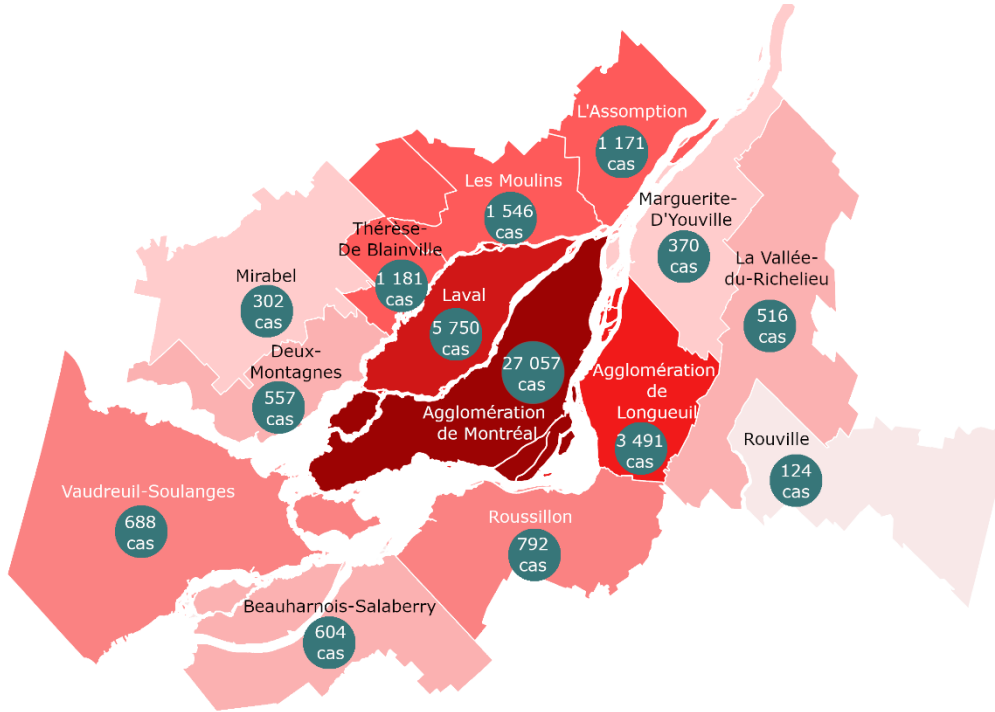 L'Assomption
1 171
cas
Les Moulins
1 546
cas
Marguerite-
D'Youville
370
cas
Thérèse-
De Blainville
1 181
cas
La Vallée-
du-Richelieu
516
cas
Mirabel
302
cas
Laval
5 750
cas
Deux-
Montagnes
557
cas
27 057
cas
Agglomération
de Montréal
Agglomération
de
Longueuil
3 491
cas
Rouville
124
cas
Vaudreuil-Soulanges
688
cas
Roussillon
792
cas
Beauharnois-Salaberry
604
cas